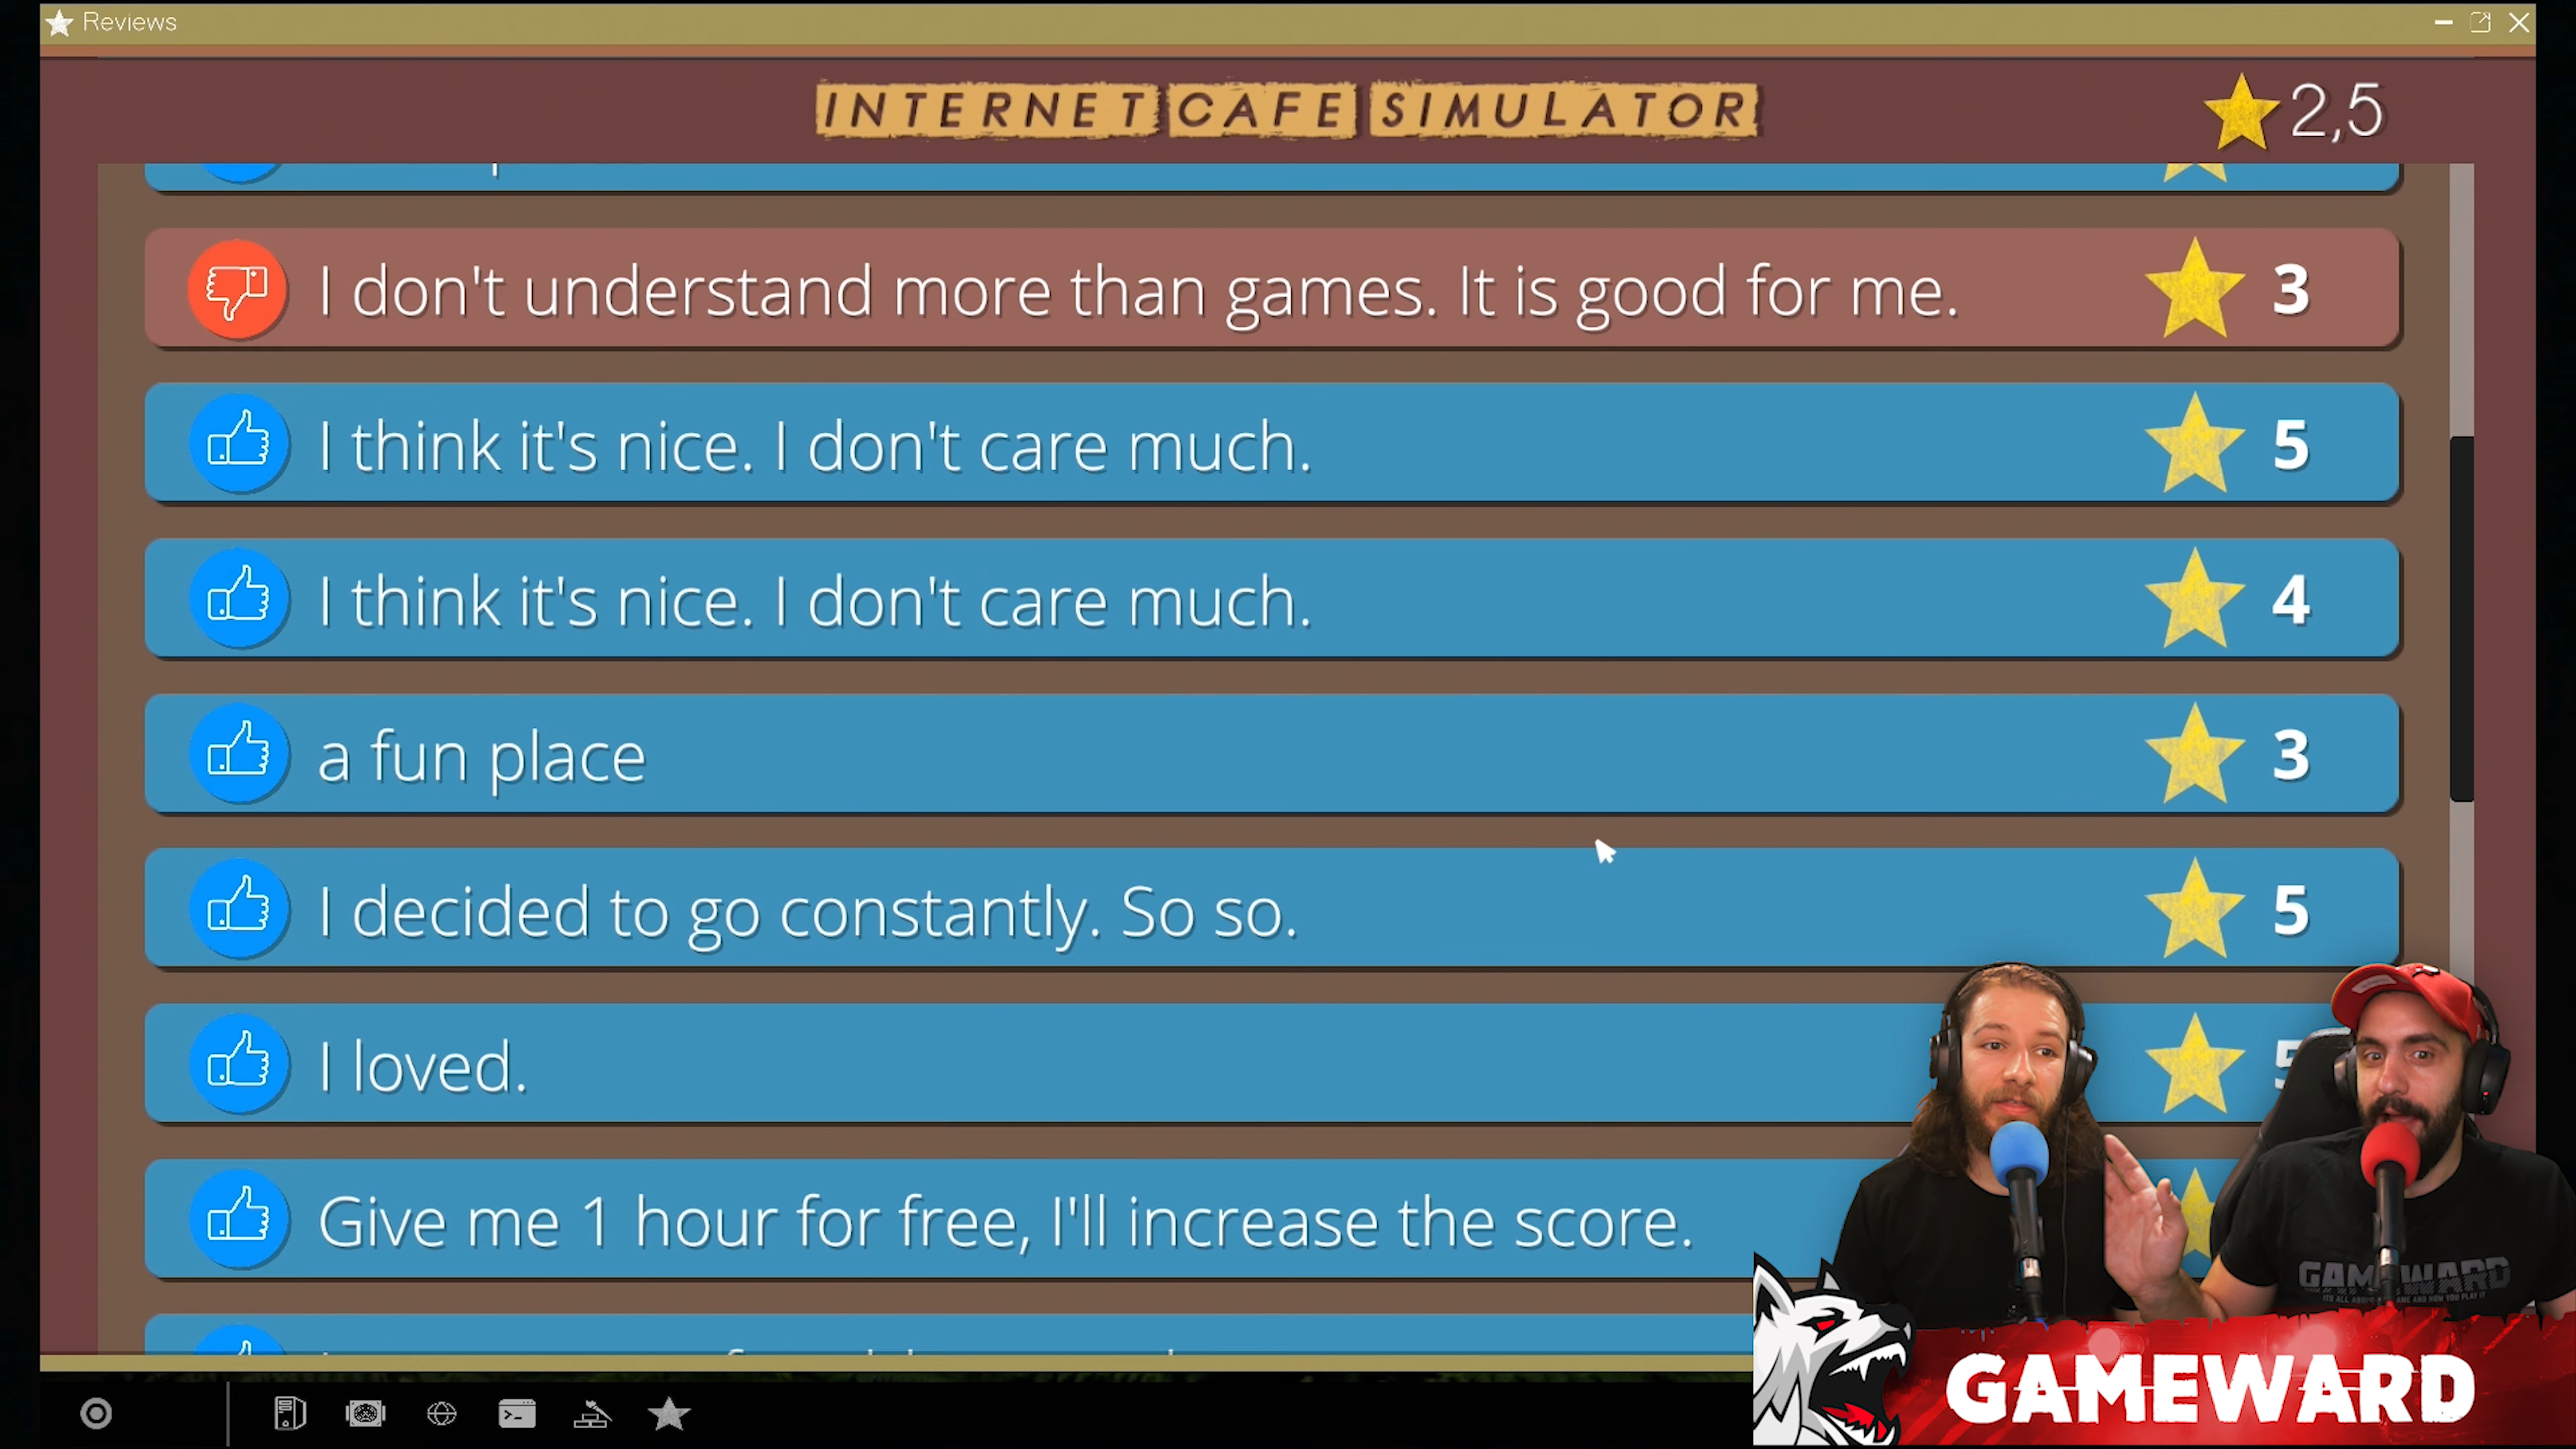 Reviews
INTERNET CAFE SIMULATOR
2,5
I don't understand more than games. It is good for me. 3
I think it's nice. I don't care much. 5
I think it's nice. I don't care much. 4
a fun place 3
I decided to go constantly. So so. 5
I loved. 5
Give me 1 hour for free, I'll increase the score.
GAMEWARD
GAMEWARD